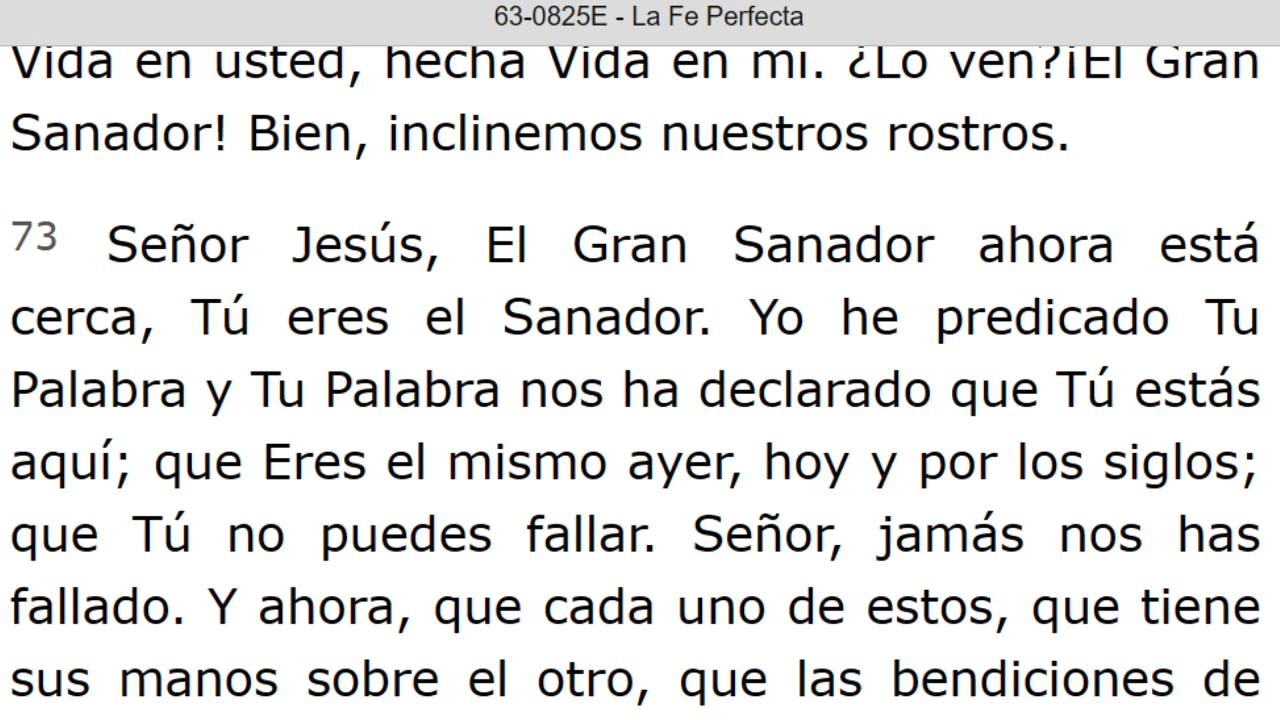 63-0825E - La Fe Perfecta
Vida en usted, hecha Vida en mí. ¿Lo ven?¡El Gran
Sanador! Bien, inclinemos nuestros rostros.
73 Señor Jesús, El Gran Sanador ahora está
cerca, Tú eres el Sanador. Yo he predicado Tu
Palabra y Tu Palabra nos ha declarado que Tú estás
aquí; que Eres el mismo ayer, hoy y por los siglos;
que Tú no puedes fallar. Señor, jamás nos has
fallado. Y ahora, que cada uno de estos, que tiene
sus manos sobre el otro, que las bendiciones de